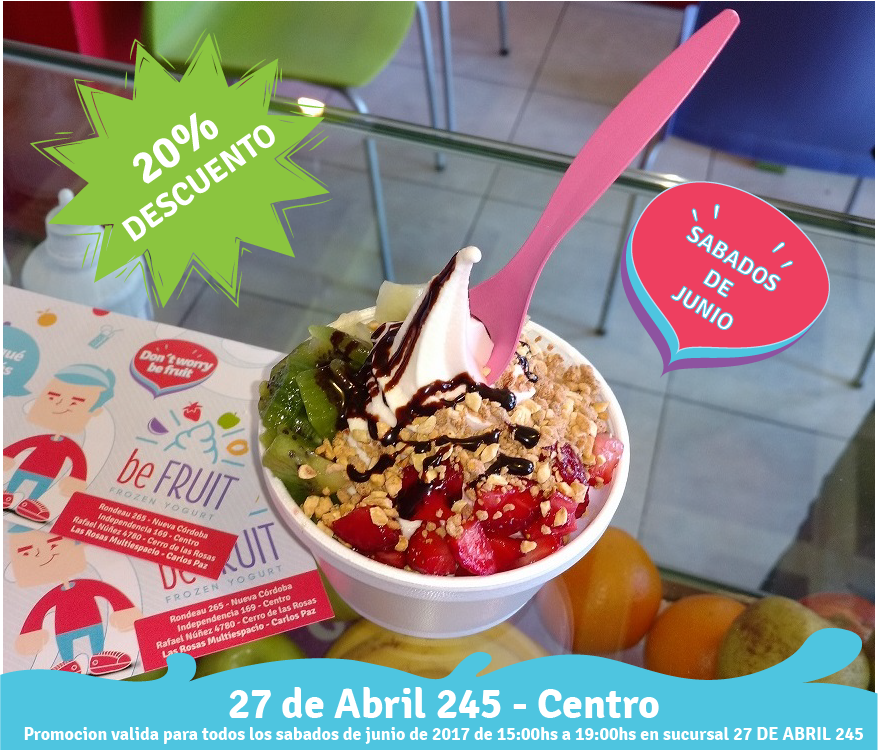 20%
DESCUENTO
SABADOS
DE
JUNIO
Don't worry
be fruit
be FRUIT
FROZEN YOGURT
Rondeau 265 - Nueva Córdoba
Independencia 169 - Centro
Rafael Núñez 4780 - Cerro de las Rosas
Las Rosas Multiespacio - Carlos Paz
be FRUIT
FROZEN YOGURT
Rondeau 265 - Nueva Córdoba
Independencia 169 - Centro
Rafael Núñez 4780 - Cerro de las Rosas
Las Rosas Multiespacio - Carlos Paz
27 de Abril 245 - Centro
Promocion valida para todos los sabados de junio de 2017 de 15:00hs a 19:00hs en sucursal 27 DE ABRIL 245